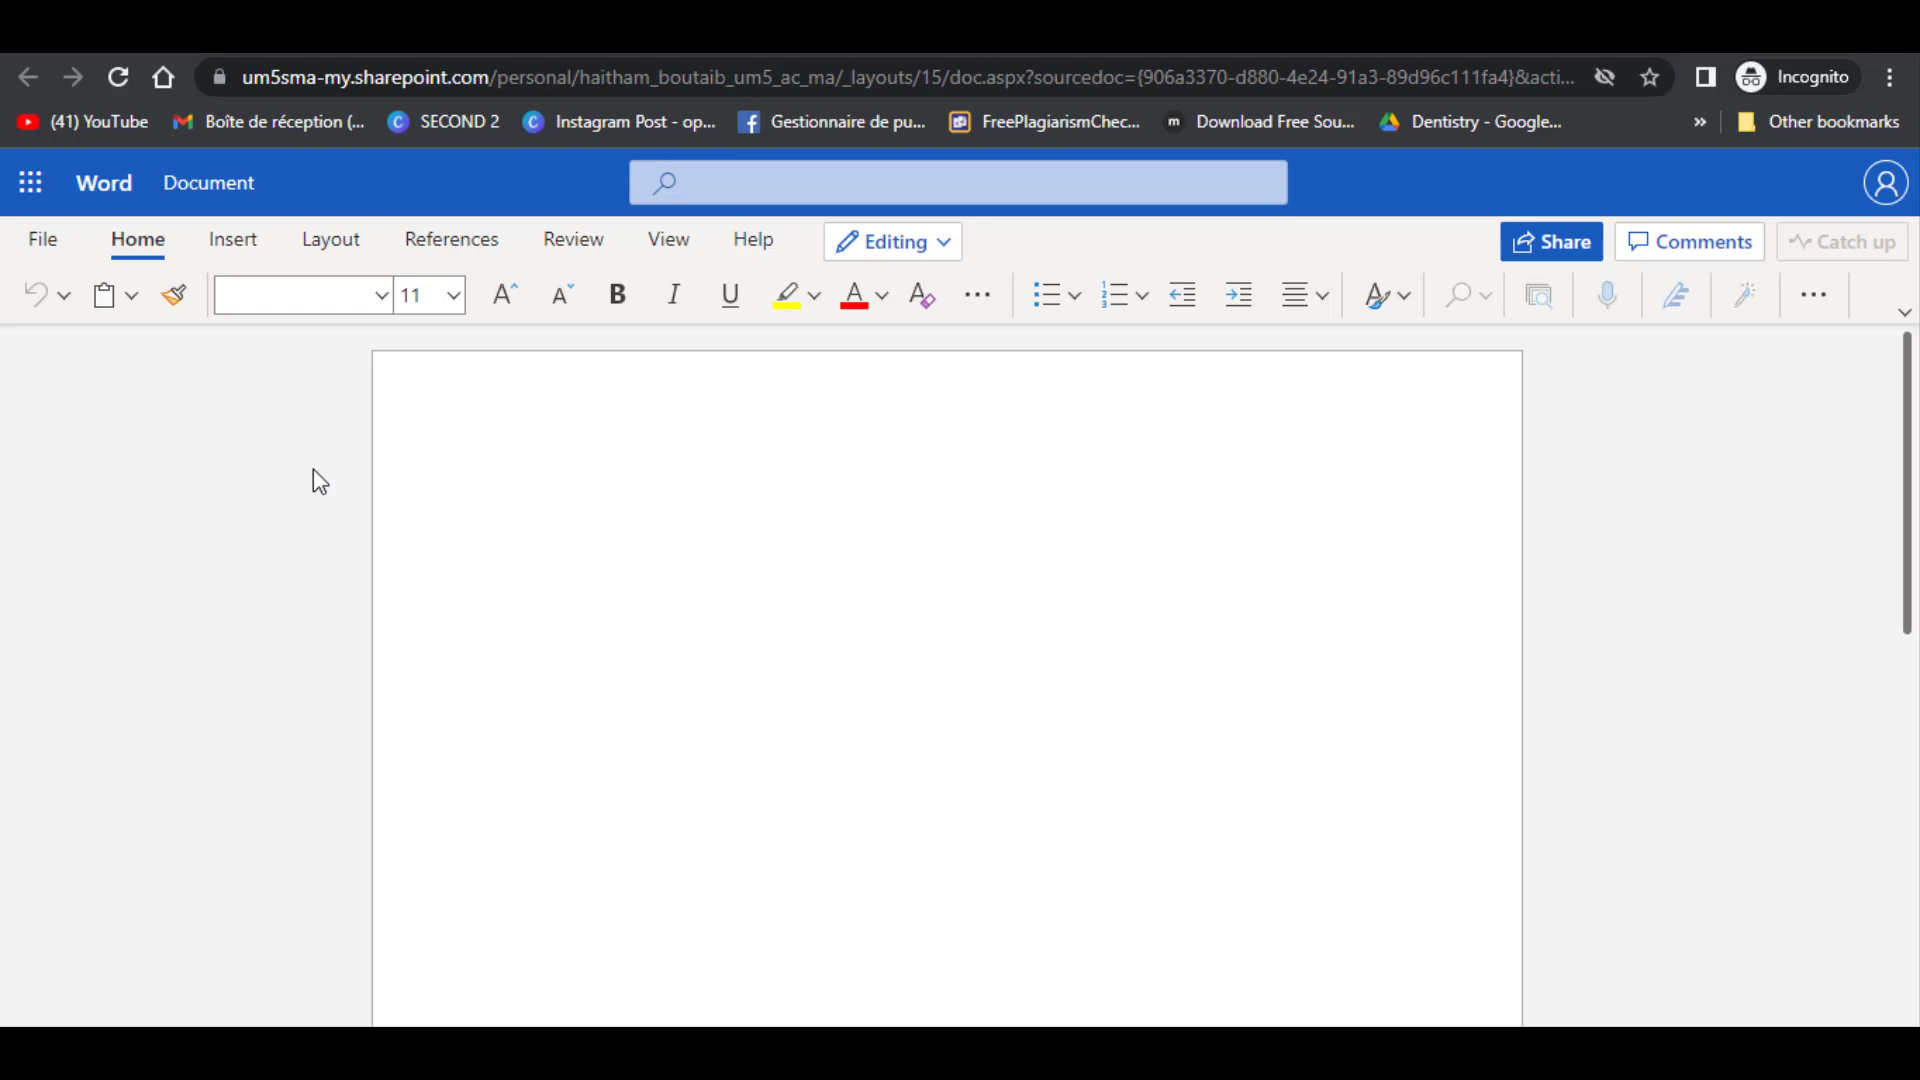 um5sma-my.sharepoint.com/personal/haitham_boutaib_um5_ac_ma/_layouts/15/doc.aspx?sourcedoc={906a3370-d880-4e24-91a3-89d96c111fa4}&acti... Incognito
(41) YouTube Boîte de réception (... SECOND 2 Instagram Post - op... Gestionnaire de pu... FreePlagiarismChec... Download Free Sou... Dentistry - Google... » Other bookmarks
Word Document
File Home Insert Layout References Review View Help Editing Share Comments Catch up
11